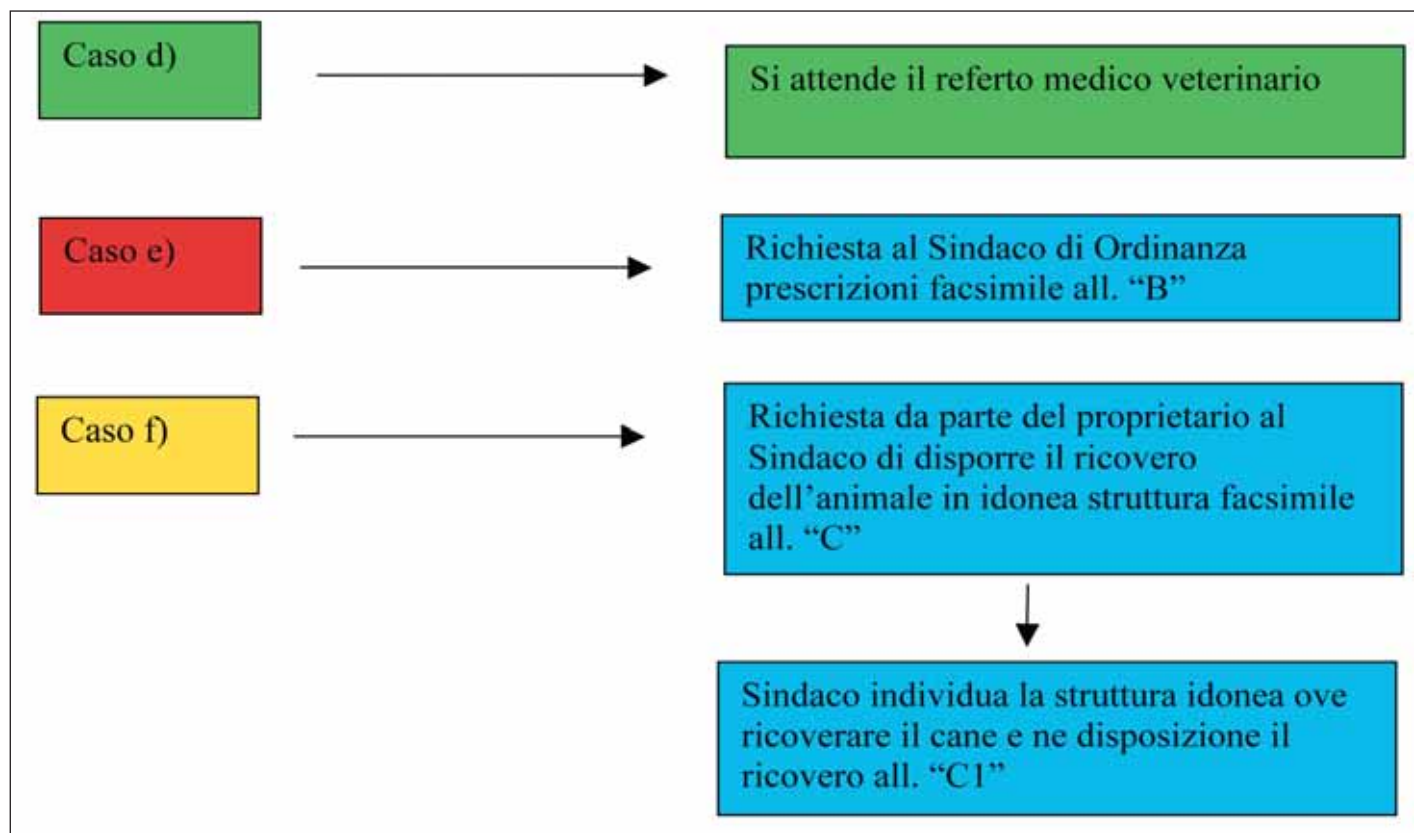 Caso d)
Si attende il referto medico veterinario
Caso e)
Richiesta al Sindaco di Ordinanza
prescrizioni facsimile all. “B”
Caso f)
Richiesta da parte del proprietario al
Sindaco di disporre il ricovero
dell’animale in idonea struttura facsimile
all. “C”
Sindaco individua la struttura idonea ove
ricoverare il cane e ne disposizione il
ricovero all. “C1”